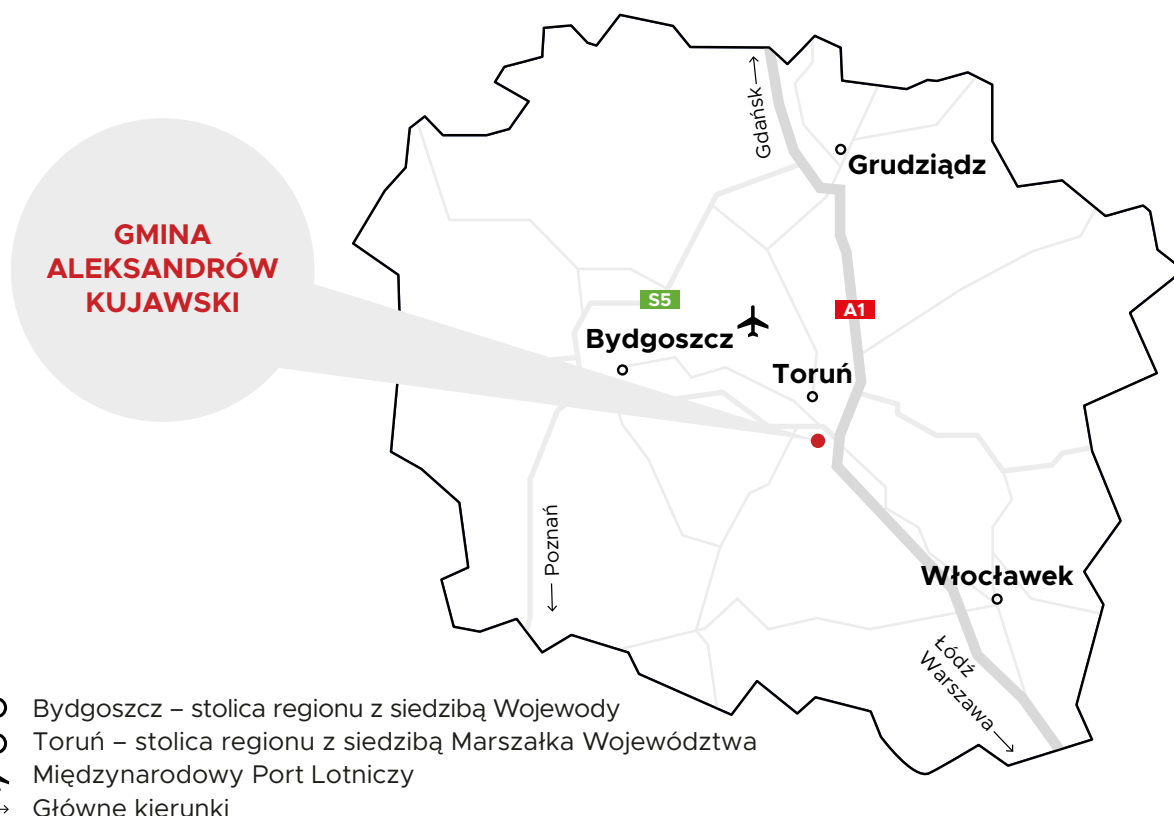 Gdańsk
Grudziądz
GMINA
ALEKSANDRÓW
KUJAWSKI
S5
A1
Bydgoszcz
Toruń
Poznań
Włocławek
Łódź
Warszawa
Bydgoszcz – stolica regionu z siedzibą Wojewody
Toruń – stolica regionu z siedzibą Marszałka Województwa
Międzynarodowy Port Lotniczy
Główne kierunki